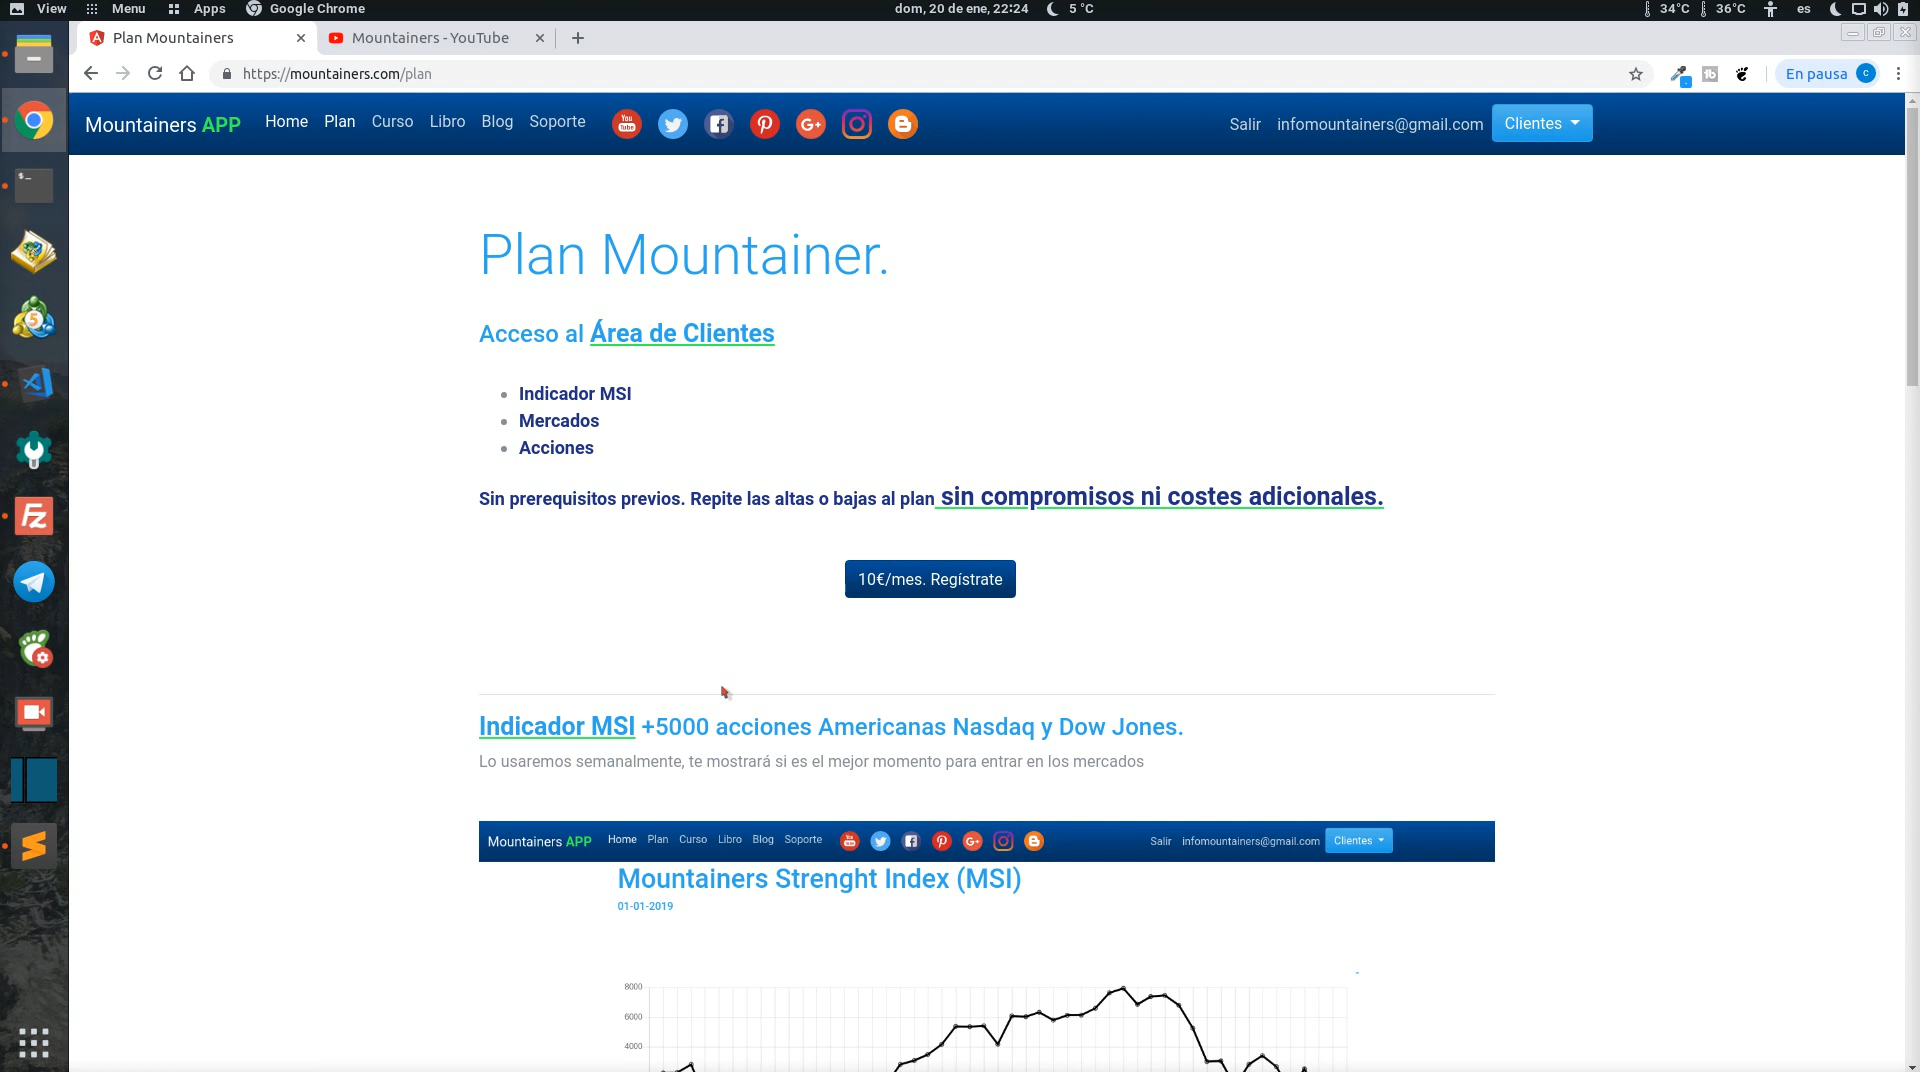 View Menu Apps Google Chrome dom, 20 de ene, 22:24 5 °C 34°C 36°C es
Plan Mountainers Mountainers - YouTube
https://mountainers.com/plan En pausa c
Mountainers APP Home Plan Curso Libro Blog Soporte Salir infomountainers@gmail.com Clientes
Plan Mountainer.
Acceso al Área de Clientes
Indicador MSI
Mercados
Acciones
Sin prerequisitos previos. Repite las altas o bajas al plan sin compromisos ni costes adicionales.
10€/mes. Regístrate
Indicador MSI +5000 acciones Americanas Nasdaq y Dow Jones.
Lo usaremos semanalmente, te mostrará si es el mejor momento para entrar en los mercados
Mountainers APP Home Plan Curso Libro Blog Soporte Salir infomountainers@gmail.com Clientes
Mountainers Strenght Index (MSI)
01-01-2019
8000
6000
4000